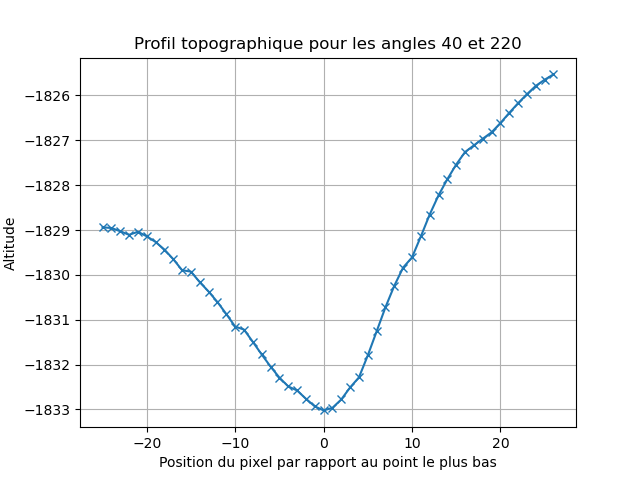 Profil topographique pour les angles 40 et 220
−1826
−1827
−1828
−1829
−1830
−1831
−1832
−1833
Altitude
−20 −10 0 10 20
Position du pixel par rapport au point le plus bas